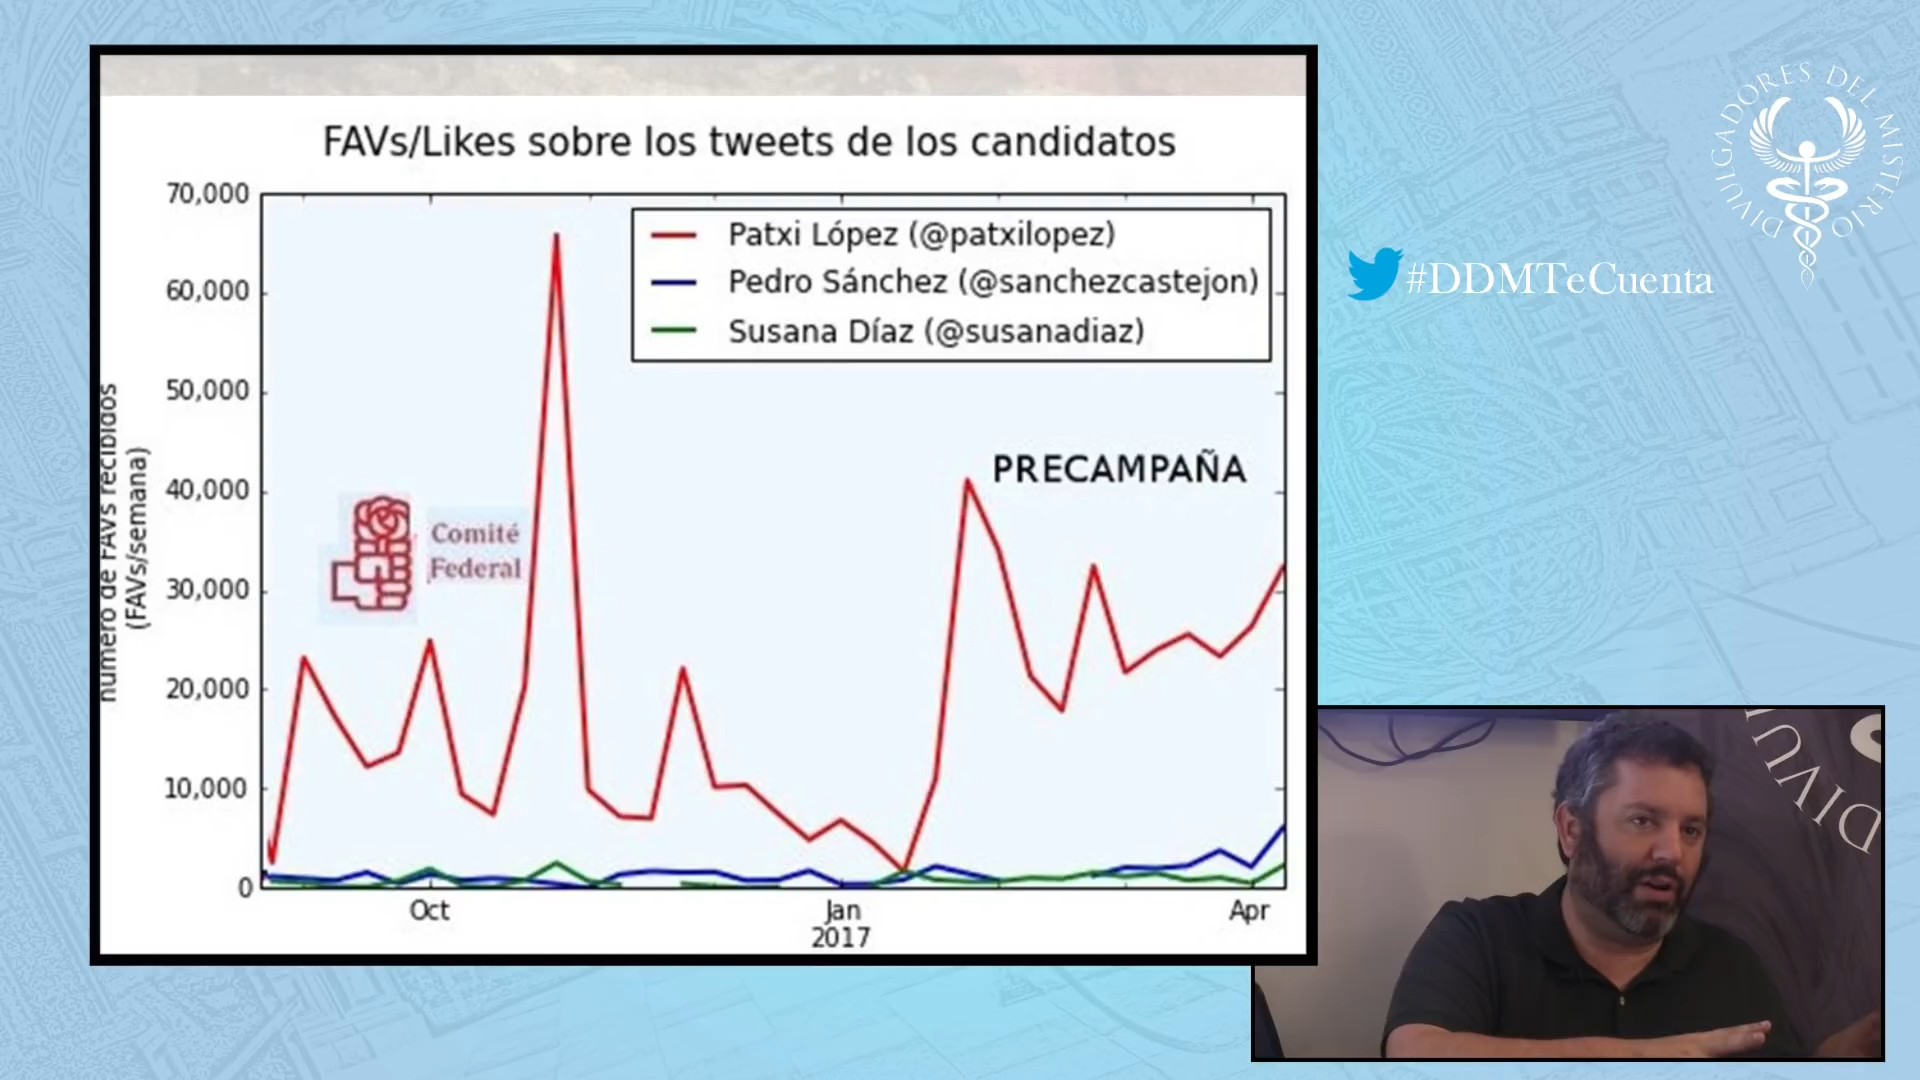 FAVs/Likes sobre los tweets de los candidatos
70,000
60,000
50,000
40,000
30,000
20,000
10,000
0
número de FAVs recibidos
(FAVs/semana)
Patxi López (@patxilopez)
Pedro Sánchez (@sanchezcastejon)
Susana Díaz (@susanadiaz)
PRECAMPAÑA
Comité
Federal
Oct
Jan
2017
Apr
DIVULGADORES DEL MISTERIO
#DDMTeCuenta
DIVU